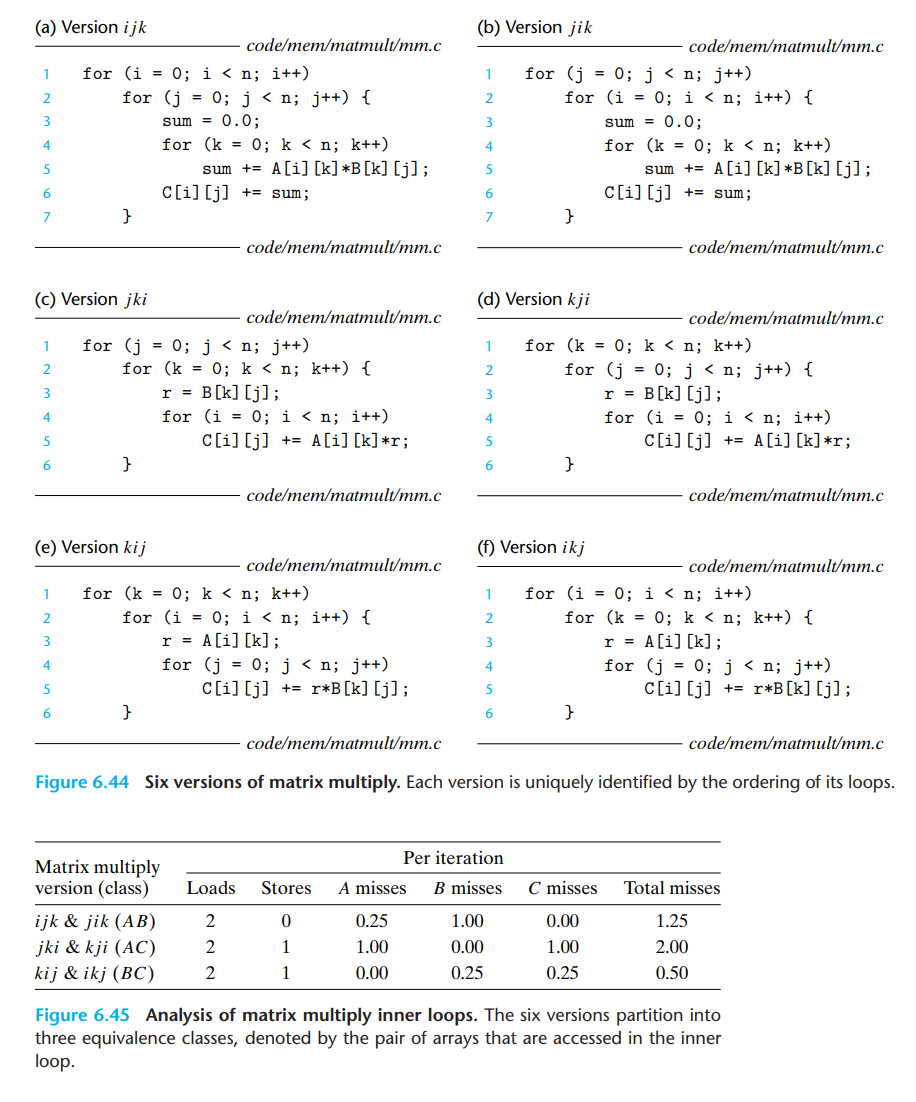 (a) Version ijk
code/mem/matmult/mm.c
1 for (i = 0; i < n; i++)
2 for (j = 0; j < n; j++) {
3 sum = 0.0;
4 for (k = 0; k < n; k++)
5 sum += A[i][k]*B[k][j];
6 C[i][j] += sum;
7 }
code/mem/matmult/mm.c
(b) Version jik
code/mem/matmult/mm.c
1 for (j = 0; j < n; j++)
2 for (i = 0; i < n; i++) {
3 sum = 0.0;
4 for (k = 0; k < n; k++)
5 sum += A[i][k]*B[k][j];
6 C[i][j] += sum;
7 }
code/mem/matmult/mm.c
(c) Version jki
code/mem/matmult/mm.c
1 for (j = 0; j < n; j++)
2 for (k = 0; k < n; k++) {
3 r = B[k][j];
4 for (i = 0; i < n; i++)
5 C[i][j] += A[i][k]*r;
6 }
code/mem/matmult/mm.c
(d) Version kji
code/mem/matmult/mm.c
1 for (k = 0; k < n; k++)
2 for (j = 0; j < n; j++) {
3 r = B[k][j];
4 for (i = 0; i < n; i++)
5 C[i][j] += A[i][k]*r;
6 }
code/mem/matmult/mm.c
(e) Version kij
code/mem/matmult/mm.c
1 for (k = 0; k < n; k++)
2 for (i = 0; i < n; i++) {
3 r = A[i][k];
4 for (j = 0; j < n; j++)
5 C[i][j] += r*B[k][j];
6 }
code/mem/matmult/mm.c
(f) Version ikj
code/mem/matmult/mm.c
1 for (i = 0; i < n; i++)
2 for (k = 0; k < n; k++) {
3 r = A[i][k];
4 for (j = 0; j < n; j++)
5 C[i][j] += r*B[k][j];
6 }
code/mem/matmult/mm.c
Figure 6.44 Six versions of matrix multiply. Each version is uniquely identified by the ordering of its loops.
Per iteration
Matrix multiply
version (class) Loads Stores A misses B misses C misses Total misses
ijk & jik (AB) 2 0 0.25 1.00 0.00 1.25
jki & kji (AC) 2 1 1.00 0.00 1.00 2.00
kij & ikj (BC) 2 1 0.00 0.25 0.25 0.50
Figure 6.45 Analysis of matrix multiply inner loops. The six versions partition into
three equivalence classes, denoted by the pair of arrays that are accessed in the inner
loop.